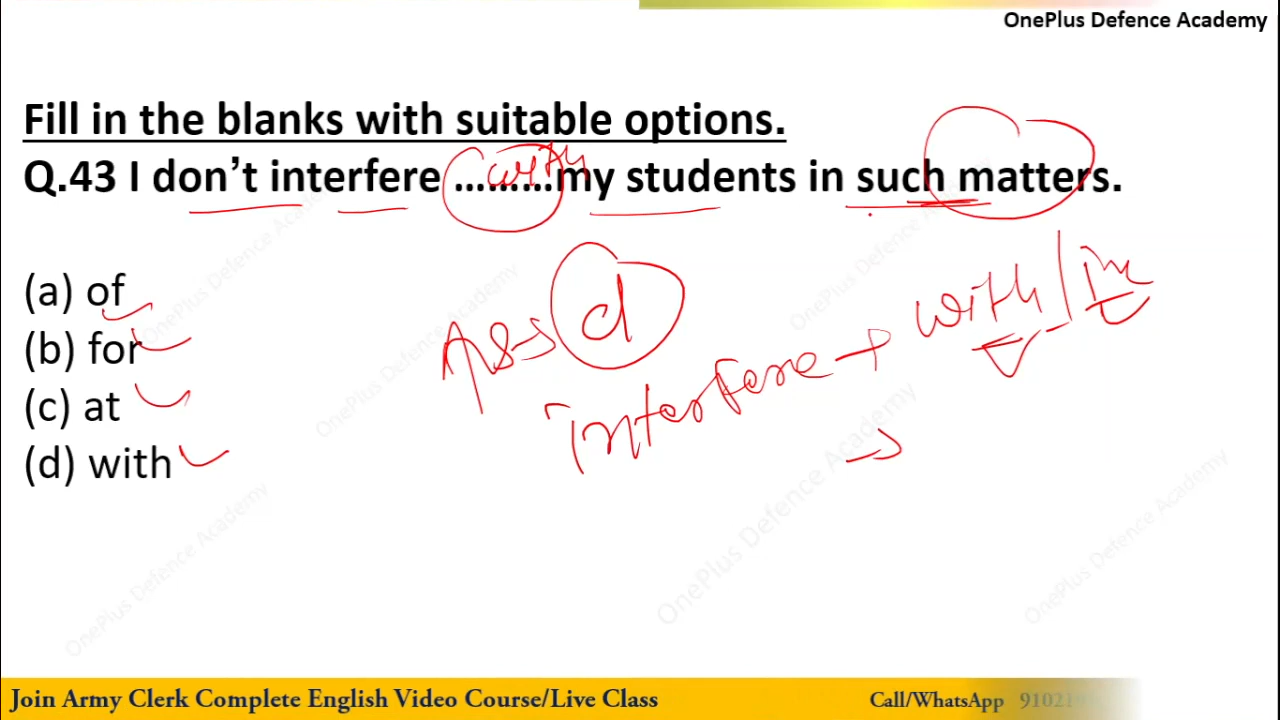 OnePlus Defence Academy
Fill in the blanks with suitable options.
Q.43 I don't interfere ……….my students in such matters.
with
(a) of
(b) for
(c) at
(d) with
Ans → d
interfere + with / in
→
Join Army Clerk Complete English Video Course/Live Class
Call/WhatsApp